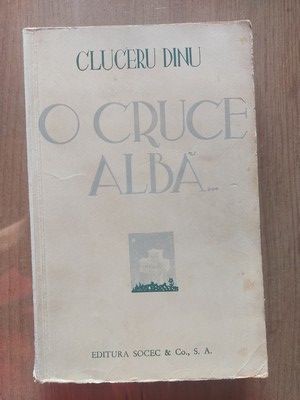 CLUCERU DINU
O CRUCE
ALBĂ...
EDITURA SOCEC & Co., S. A.